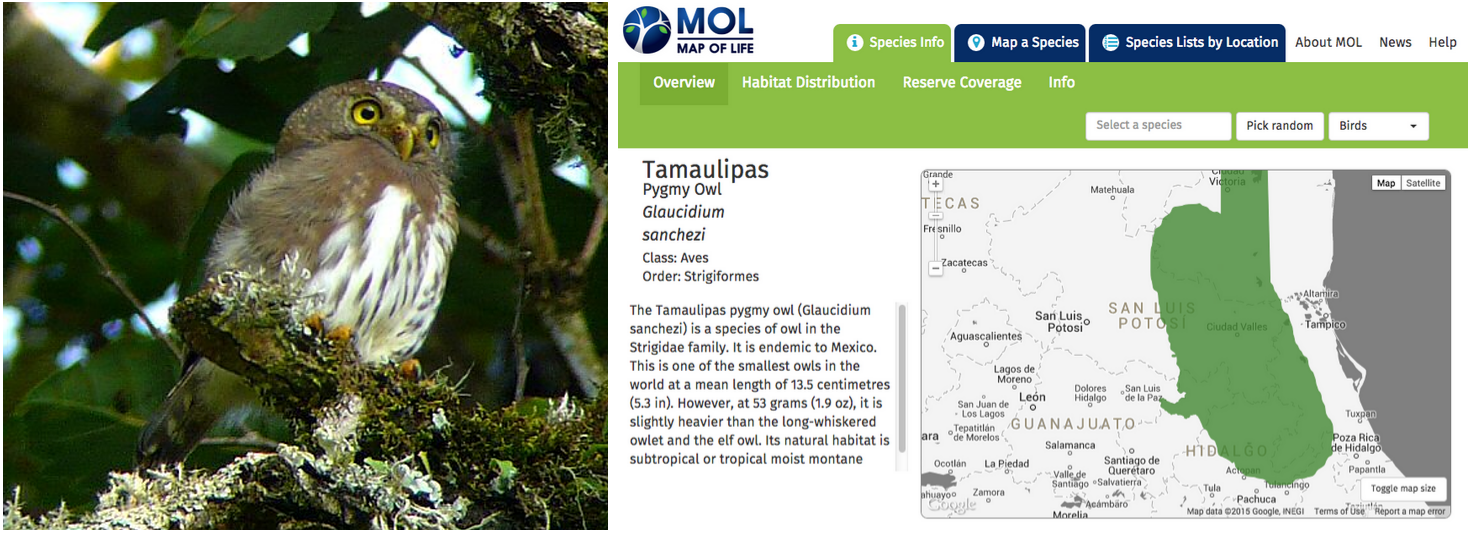 MOL
MAP OF LIFE
Species Info
Map a Species
Species Lists by Location
About MOL
News
Help
Overview
Habitat Distribution
Reserve Coverage
Info
Select a species
Pick random
Birds
Tamaulipas
Pygmy Owl
Glaucidium
sanchezi
Class: Aves
Order: Strigiformes
The Tamaulipas pygmy owl (Glaucidium
sanchezi) is a species of owl in the
Strigidae family. It is endemic to Mexico.
This is one of the smallest owls in the
world at a mean length of 13.5 centimetres
(5.3 in). However, at 53 grams (1.9 oz), it is
slightly heavier than the long-whiskered
owlet and the elf owl. Its natural habitat is
subtropical or tropical moist montane
Grande
Ciudad
Victoria
Map
Satellite
Matehuala
TECAS
Fresnillo
Zacatecas
SAN LUIS
POTOSÍ
San Luis
Potosí
Ciudad Valles
Altamira
Tampico
Aguascalientes
Lagos de
Moreno
León
Dolores
Hidalgo
San Luis
de la Paz
San Juan de
Los Lagos
GUANAJUATO
Tepatitlán
de Morelos
ara
Tuxpan
Salamanca
HIDALGO
Poza Rica
de Hidalgo
Papantla
Ocotlán
La Piedad
Santiago de
Querétaro
Valle de
Santiago
Salvatierra
Actopan
Tula
Tulancingo
Pachuca
Toggle map size
ahuayo
Zamora
Acámbaro
Morelia
Google
Map data ©2015 Google, INEGI
Terms of Use
Report a map error